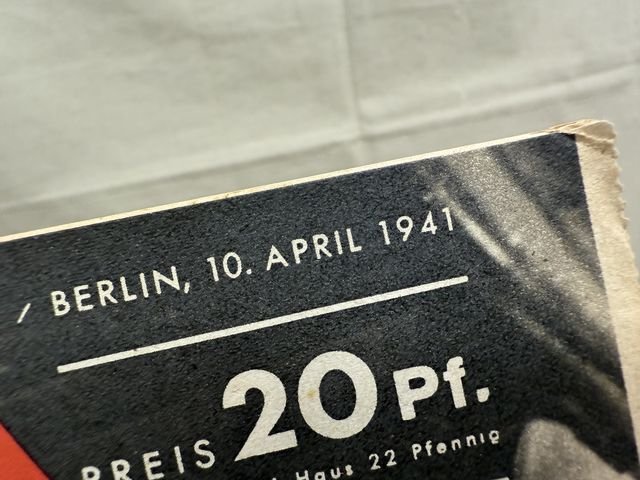 / BERLIN, 10. APRIL 1941
PREIS 20 Pf.
Haus 22 Pfennig